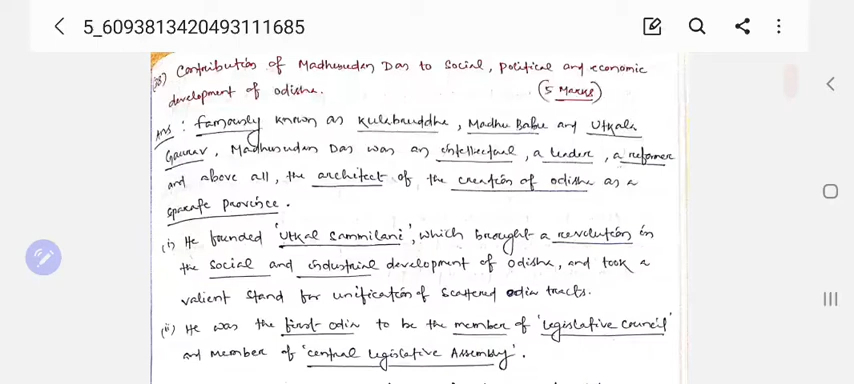 5_6093813420493111685
(28) Contribution of Madhusudan Das to Social, Political and economic
development of Odisha. (5 Marks)
Ans: Famously known as Kulabruddha, Madhu Babu and Utkala
Gaurav, Madhusudan Das was an intellectual, a leader, a reformer
and above all, the architect of the creation of Odisha as a
sparate province.
(i) He founded 'Utkal Sammilani', which brought a revolution in
the social and industrial development of Odisha, and took a
valient stand for unification of scattered odia tracts.
(ii) He was the first odia to be the member of 'Legislative Council'
and member of 'Central Legislative Assembly'.